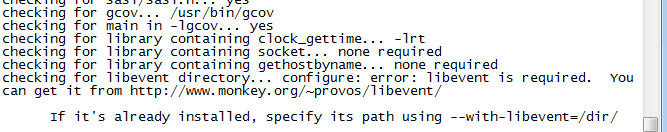 checking for sasl/sasl.h... yes
checking for gcov... /usr/bin/gcov
checking for main in -lgcov... yes
checking for library containing clock_gettime... -lrt
checking for library containing socket... none required
checking for library containing gethostbyname... none required
checking for libevent directory... configure: error: libevent is required.  You
can get it from http://www.monkey.org/~provos/libevent/
      If it's already installed, specify its path using --with-libevent=/dir/